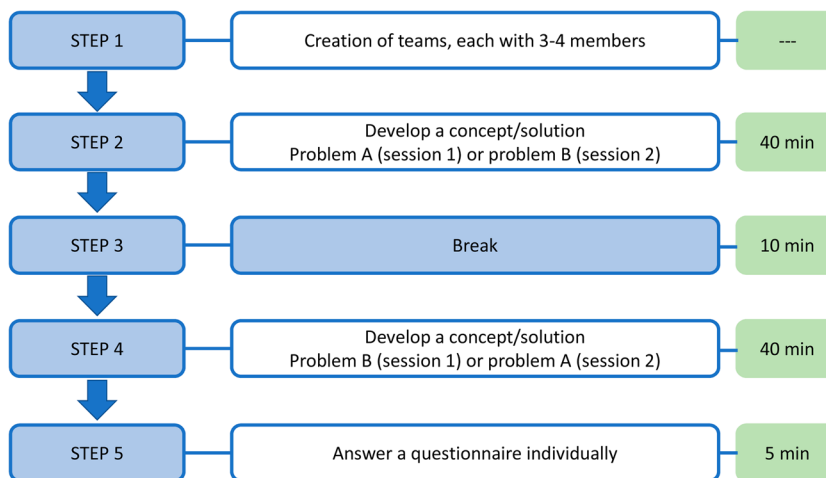 STEP 1
Creation of teams, each with 3-4 members
---
STEP 2
Develop a concept/solution
Problem A (session 1) or problem B (session 2)
40 min
STEP 3
Break
10 min
STEP 4
Develop a concept/solution
Problem B (session 1) or problem A (session 2)
40 min
STEP 5
Answer a questionnaire individually
5 min